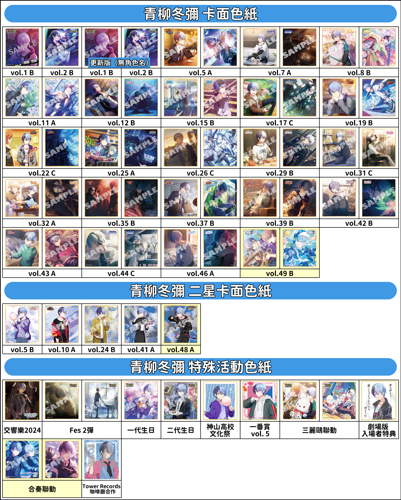 青柳冬彌 卡面色紙
更新版（無角色名）
vol.1 B vol.2 B vol.1 B vol.2 B vol.5 A vol.7 A vol.8 B
vol.11 A vol.12 B vol.15 B vol.17 C vol.19 B
vol.22 C vol.25 A vol.26 C vol.29 B vol.31 C
vol.32 A vol.35 B vol.37 B vol.39 B vol.42 B
vol.43 A vol.44 C vol.46 A vol.49 B
青柳冬彌 二星卡面色紙
vol.5 B vol.10 A vol.24 B vol.41 A vol.48 A
青柳冬彌 特殊活動色紙
交響樂2024 Fes 2彈 一代生日 二代生日 神山高校 文化祭 一番賞 vol. 5 三麗鷗聯動 劇場版 入場者特典
合奏聯動 Tower Records 咖啡廳合作